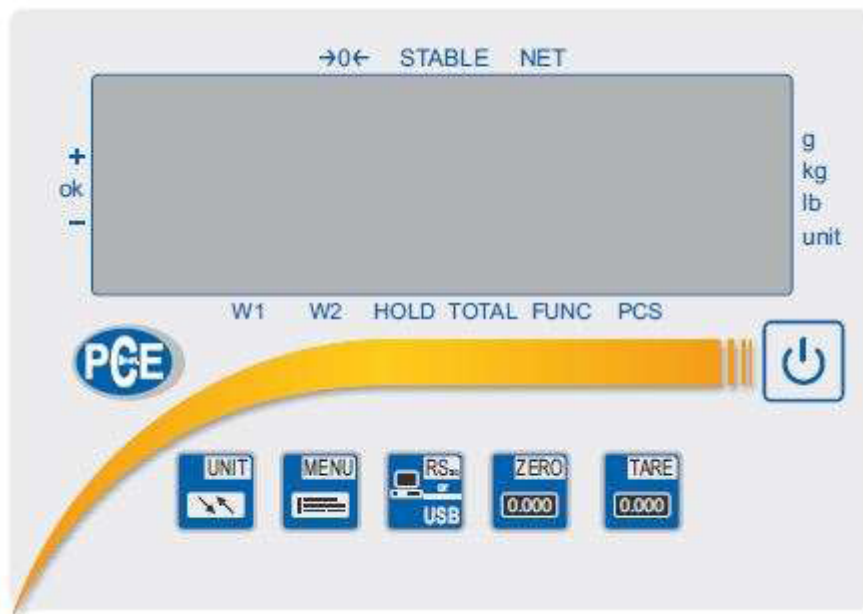 →0← STABLE NET
+
ok
−
g
kg
lb
unit
W1 W2 HOLD TOTAL FUNC PCS
PCE
UNIT MENU RS ZERO TARE
or
0.000 0.000
USB